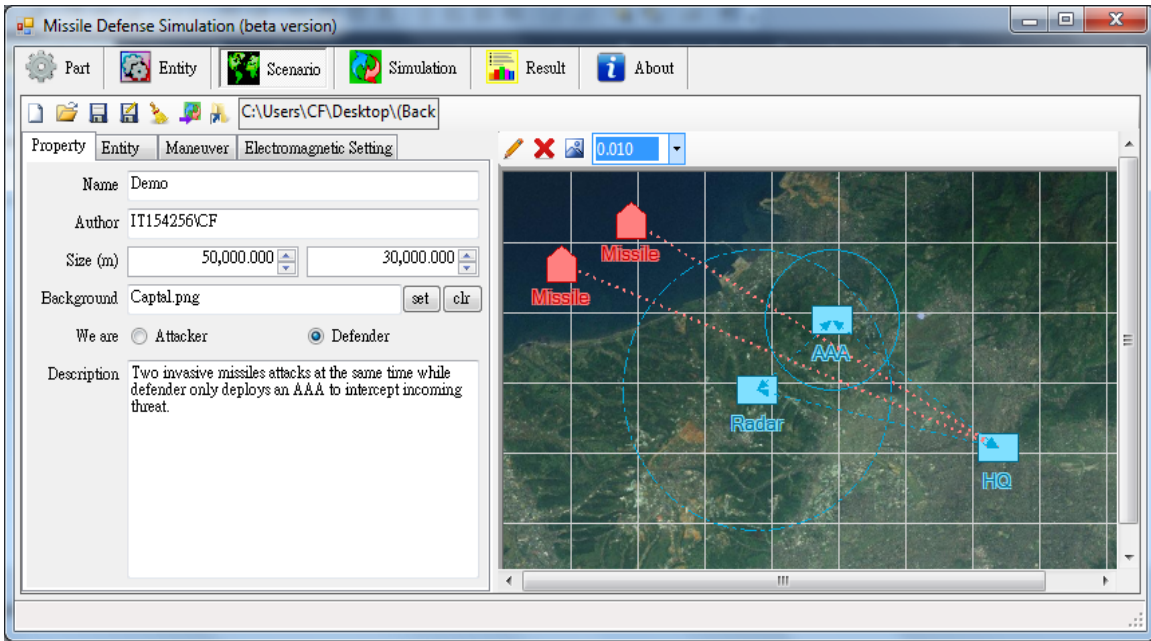 Missile Defense Simulation (beta version)
Part Entity Scenario Simulation Result About
C:\Users\CF\Desktop\(Back
Property Entity Maneuver Electromagnetic Setting
0.010
Name Demo
Author IT154256\CF
Size (m) 50,000.000 30,000.000
Background Captal.png set clr
We are Attacker Defender
Description Two invasive missiles attacks at the same time while
defender only deploys an AAA to intercept incoming
threat.
Missile
Missile
AAA
Radar
HQ